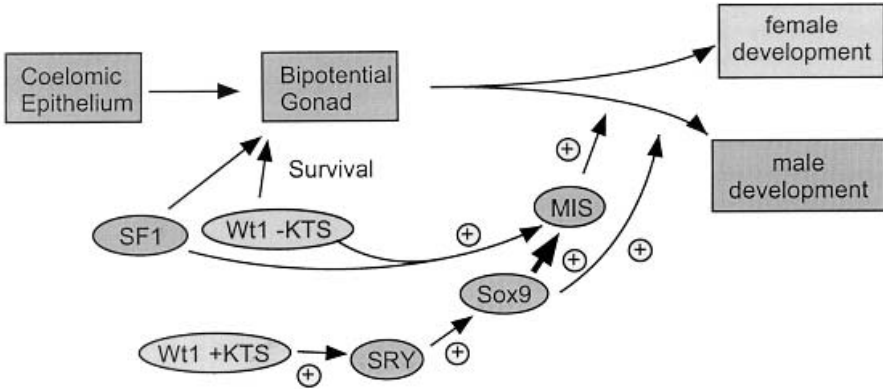 female
development
Coelomic
Epithelium
Bipotential
Gonad
Survival
male
development
+
MIS
SF1
Wt1 -KTS
+
+
+
Sox9
Wt1 +KTS
+
SRY
+